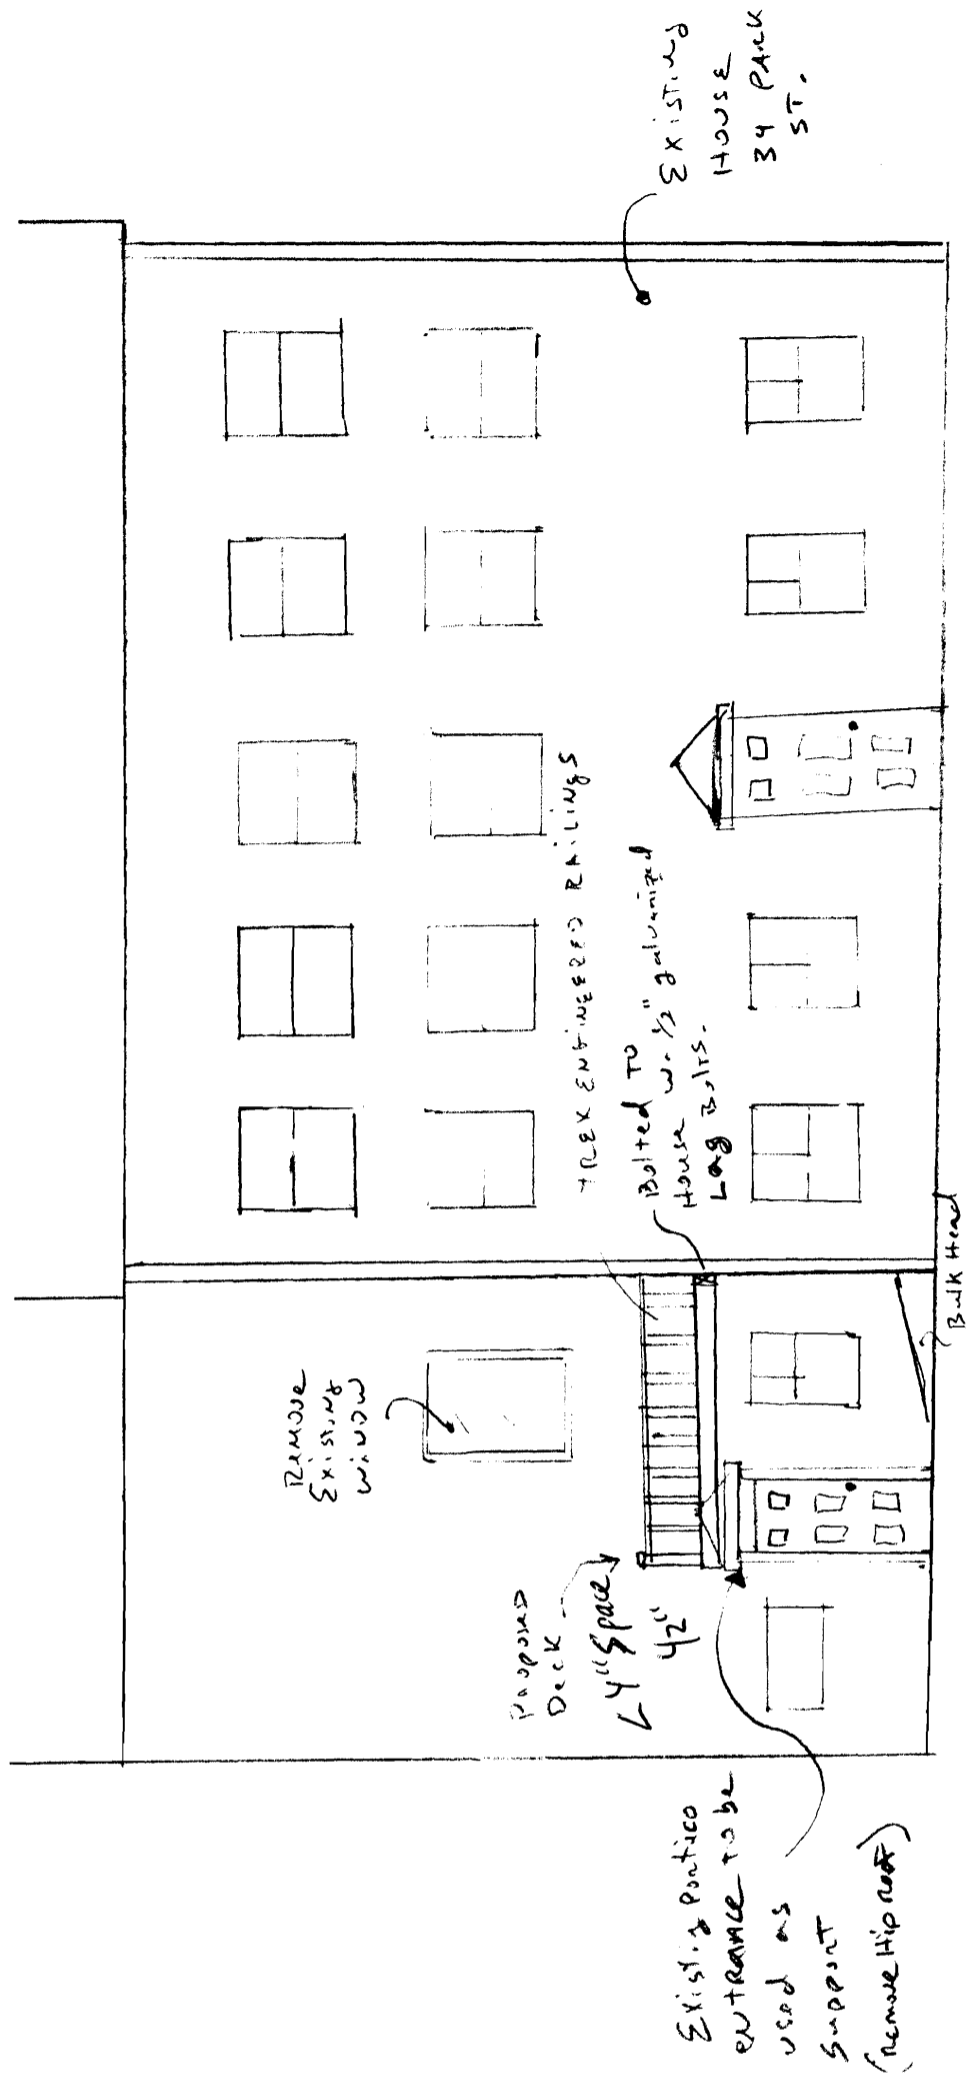 Remove
Existing
window
Proposed
Deck
4" Space
42"
Existig Portico
entrance to be
used as
support
(remove Hip roof)
TREX ENGINEERED RAILINGS
Bolted to
House w. 1/2" galvanized
Lag Bolts.
Bulk Head
Existing
House
34 PARK
ST.